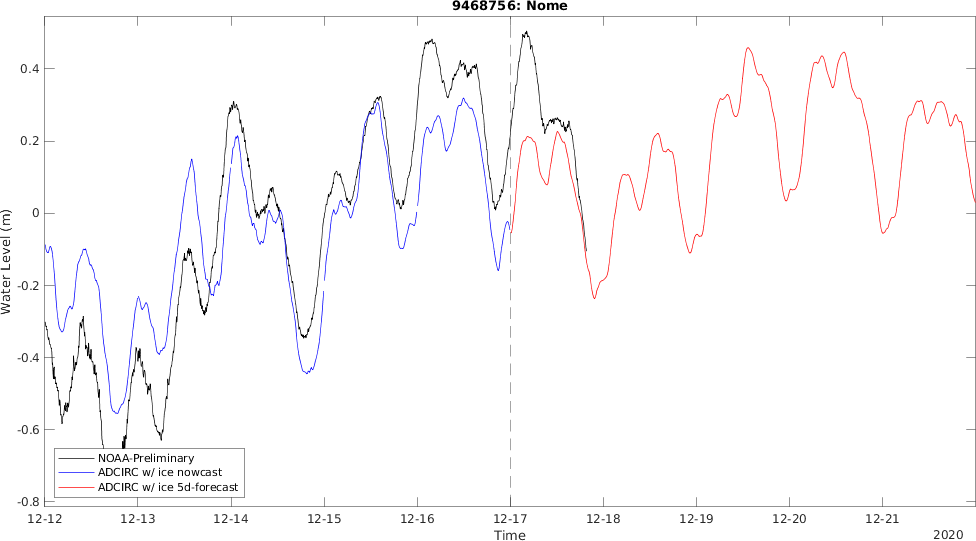 9468756: Nome
0.4
0.2
0
-0.2
-0.4
-0.6
-0.8
Water Level (m)
NOAA-Preliminary
ADCIRC w/ ice nowcast
ADCIRC w/ ice 5d-forecast
12-12 12-13 12-14 12-15 12-16 12-17 12-18 12-19 12-20 12-21
Time
2020